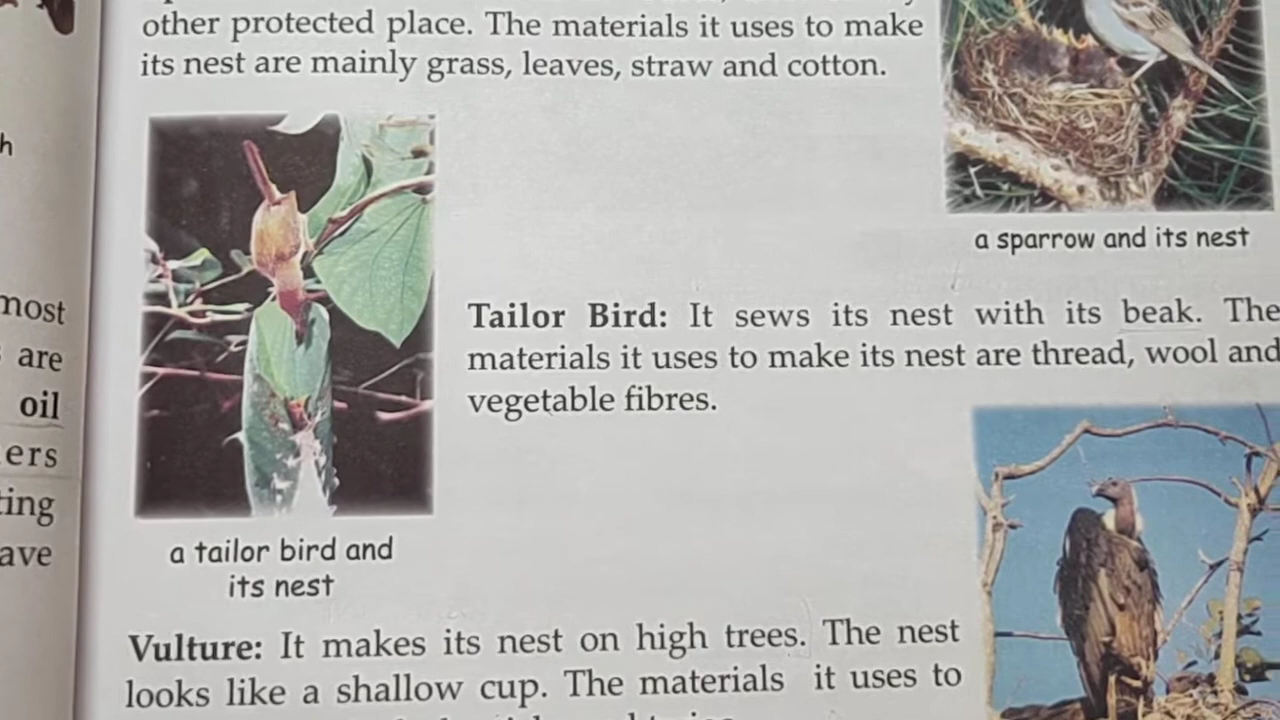 other protected place. The materials it uses to make
its nest are mainly grass, leaves, straw and cotton.
h
a sparrow and its nest
most
are
oil
ers
ting
ave
Tailor Bird: It sews its nest with its beak. The
materials it uses to make its nest are thread, wool and
vegetable fibres.
a tailor bird and
its nest
Vulture: It makes its nest on high trees. The nest
looks like a shallow cup. The materials it uses to